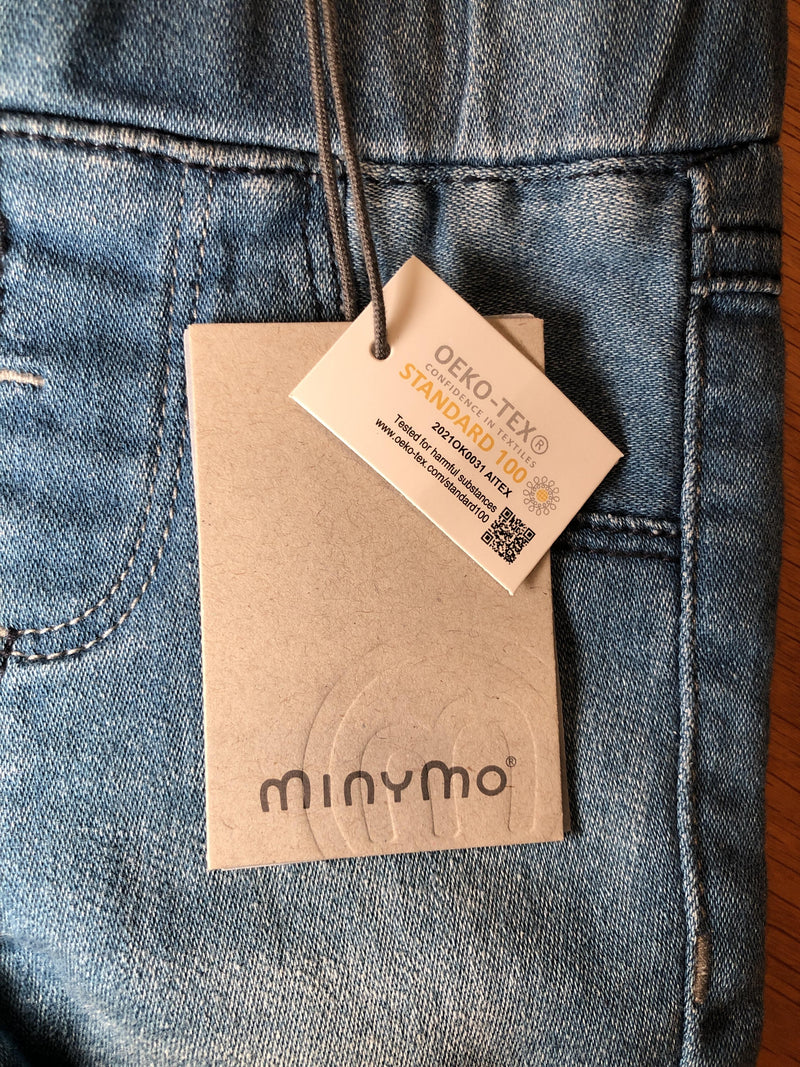 OEKO-TEX®
CONFIDENCE IN TEXTILES
STANDARD 100
2021OK0031 AITEX
Tested for harmful substances
www.oeko-tex.com/standard100
minymo®